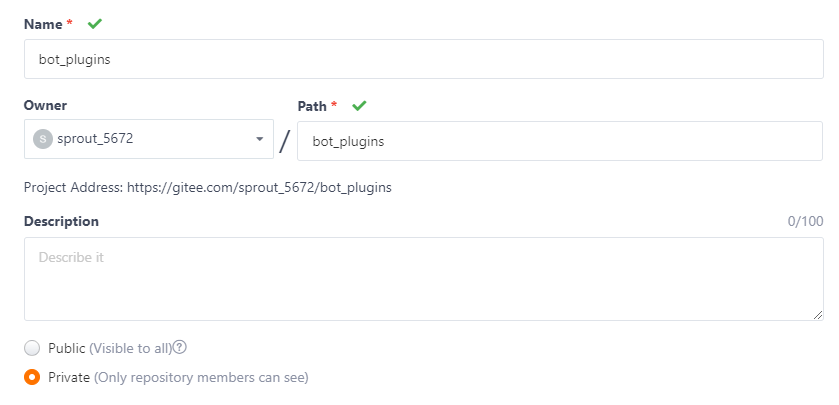 Name *
bot_plugins
Owner
Path *
S sprout_5672
/
bot_plugins
Project Address: https://gitee.com/sprout_5672/bot_plugins
Description 0/100
Describe it
Public (Visible to all)?
Private (Only repository members can see)